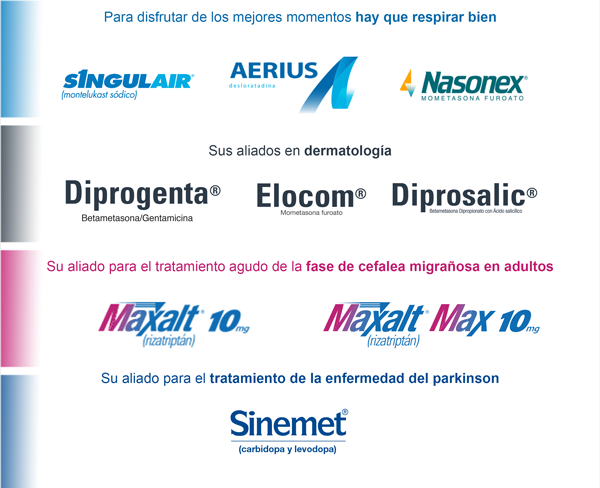 Para disfrutar de los mejores momentos hay que respirar bien
SINGULAIR® AERIUS Nasonex®
(montelukast sódico) desloratadina MOMETASONA FUROATO
Sus aliados en dermatología
Diprogenta® Elocom® Diprosalic®
Betametasona/Gentamicina Mometasona furoato Betametasona Dipropionato con Ácido salicílico
Su aliado para el tratamiento agudo de la fase de cefalea migrañosa en adultos
Maxalt® 10mg Maxalt® Max 10mg
(rizatriptán) (rizatriptán)
Su aliado para el tratamiento de la enfermedad del parkinson
Sinemet®
(carbidopa y levodopa)